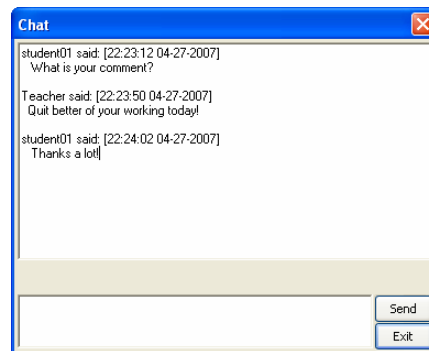 Chat
student01 said: [22:23:12 04-27-2007]
What is your comment?
Teacher said: [22:23:50 04-27-2007]
Quit better of your working today!
student01 said: [22:24:02 04-27-2007]
Thanks a lot!
Send
Exit